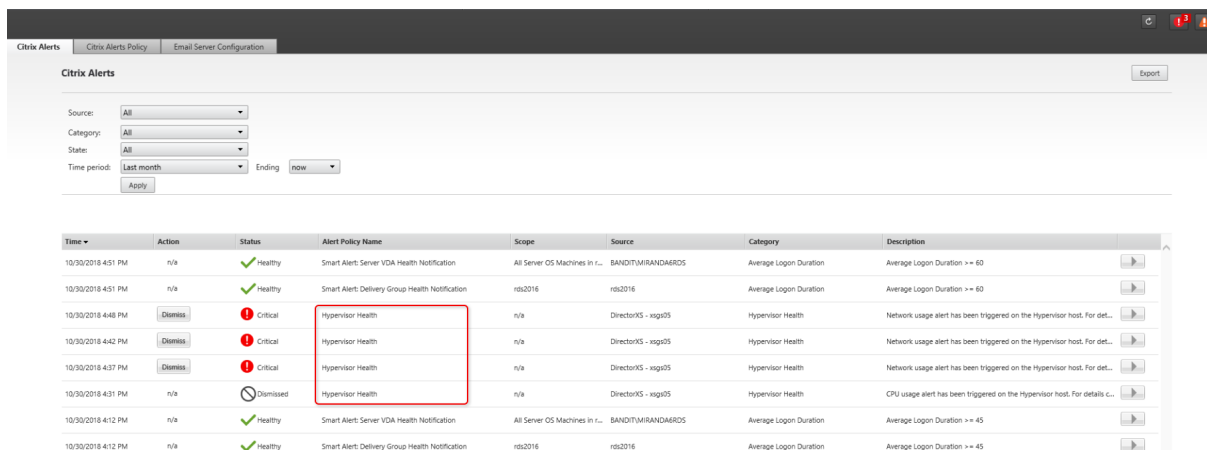 3
Citrix Alerts Citrix Alerts Policy Email Server Configuration
Citrix Alerts Export
Source: All
Category: All
State: All
Time period: Last month Ending now
Apply
Time Action Status Alert Policy Name Scope Source Category Description
10/30/2018 4:51 PM n/a Healthy Smart Alert: Server VDA Health Notification All Server OS Machines in r... BANDIT\MIRANDA6RDS Average Logon Duration Average Logon Duration >= 60
10/30/2018 4:51 PM n/a Healthy Smart Alert: Delivery Group Health Notification rds2016 rds2016 Average Logon Duration Average Logon Duration >= 60
10/30/2018 4:48 PM Dismiss Critical Hypervisor Health n/a DirectorXS - xsgs05 Hypervisor Health Network usage alert has been triggered on the Hypervisor host. For det...
10/30/2018 4:42 PM Dismiss Critical Hypervisor Health n/a DirectorXS - xsgs05 Hypervisor Health Network usage alert has been triggered on the Hypervisor host. For det...
10/30/2018 4:37 PM Dismiss Critical Hypervisor Health n/a DirectorXS - xsgs05 Hypervisor Health Network usage alert has been triggered on the Hypervisor host. For det...
10/30/2018 4:31 PM n/a Dismissed Hypervisor Health n/a DirectorXS - xsgs05 Hypervisor Health CPU usage alert has been triggered on the Hypervisor host. For details c...
10/30/2018 4:12 PM n/a Healthy Smart Alert: Server VDA Health Notification All Server OS Machines in r... BANDIT\MIRANDA6RDS Average Logon Duration Average Logon Duration >= 45
10/30/2018 4:12 PM n/a Healthy Smart Alert: Delivery Group Health Notification rds2016 rds2016 Average Logon Duration Average Logon Duration >= 45